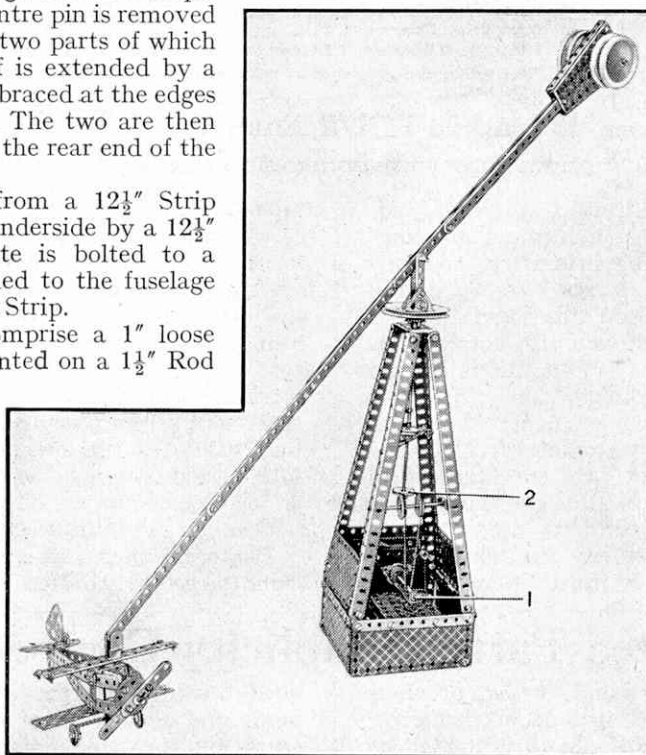 ntre pin is removed
two parts of which
f is extended by a
braced at the edges
The two are then
the rear end of the
from a 12½″ Strip
nderside by a 12½″
te is bolted to a
ed to the fuselage
Strip.
omprise a 1″ loose
nted on a 1½″ Rod
2
1